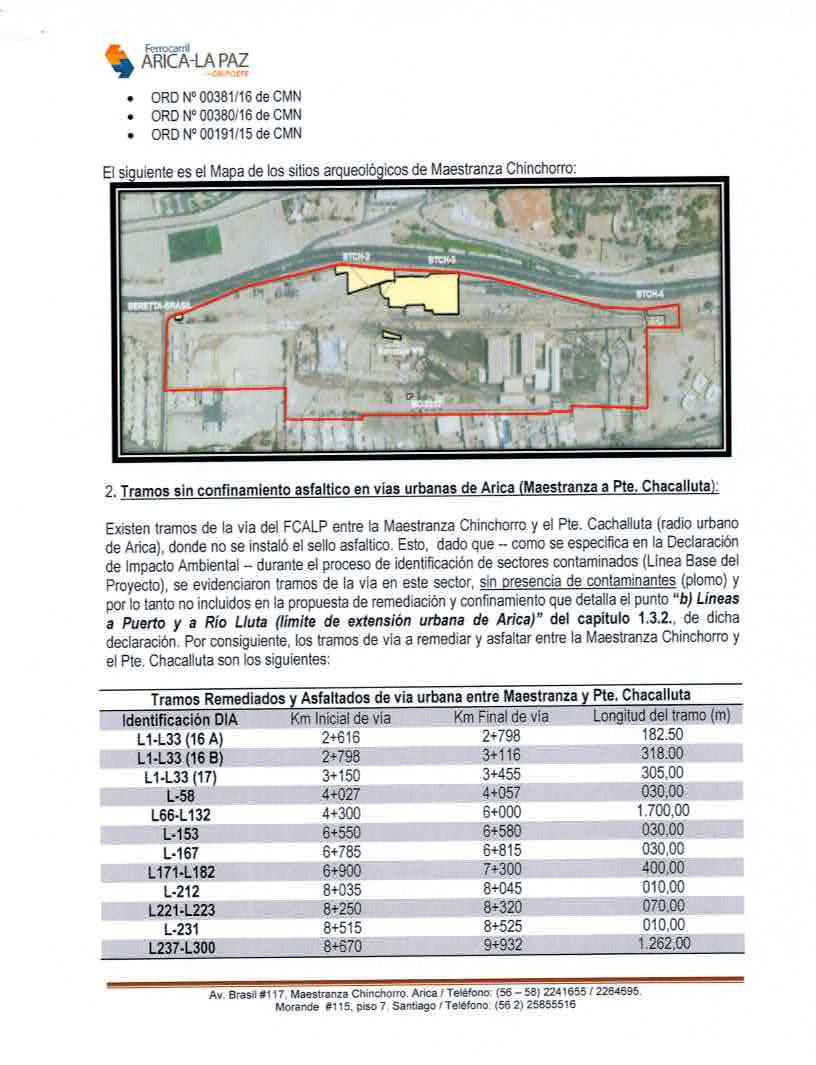 Ferrocarril
ARICA-LA PAZ
GRUPO EFE
• ORD Nº 00381/16 de CMN
• ORD Nº 00380/16 de CMN
• ORD Nº 00191/15 de CMN
El siguiente es el Mapa de los sitios arqueológicos de Maestranza Chinchorro:
BTCH-2
BTCH-3
BERETTA-BRASIL
BTCH-4
2. Tramos sin confinamiento asfaltico en vías urbanas de Arica (Maestranza a Pte. Chacalluta):
Existen tramos de la via del FCALP entre la Maestranza Chinchorro y el Pte. Cachalluta (radio urbano
de Arica), donde no se instaló el sello asfaltico. Esto, dado que -- como se especifica en la Declaración
de Impacto Ambiental -- durante el proceso de identificación de sectores contaminados (Línea Base del
Proyecto), se evidenciaron tramos de la vía en este sector, sin presencia de contaminantes (plomo) y
por lo tanto no incluidos en la propuesta de remediación y confinamiento que detalla el punto "b) Líneas
a Puerto y a Río Lluta (limite de extensión urbana de Arica)" del capítulo 1.3.2., de dicha
declaración. Por consiguiente, los tramos de vía a remediar y asfaltar entre la Maestranza Chinchorro y
el Pte. Chacalluta son los siguientes:
Tramos Remediados y Asfaltados de via urbana entre Maestranza y Pte. Chacalluta
Identificación DIA Km Inicial de vía Km Final de vía Longitud del tramo (m)
L1-L33 (16 A) 2+616 2+798 182.50
L1-L33 (16 B) 2+798 3+116 318.00
L1-L33 (17) 3+150 3+455 305,00
L-58 4+027 4+057 030,00
L66-L132 4+300 6+000 1.700,00
L-153 6+550 6+580 030,00
L-167 6+785 6+815 030,00
L171-L182 6+900 7+300 400,00
L-212 8+035 8+045 010,00
L221-L223 8+250 8+320 070,00
L-231 8+515 8+525 010,00
L237-L300 8+670 9+932 1.262,00
Av. Brasil #117, Maestranza Chinchorro. Arica / Teléfono: (56 – 58) 2241655 / 2264695.
Morande #115, piso 7. Santiago / Teléfono: (56 2) 25855516